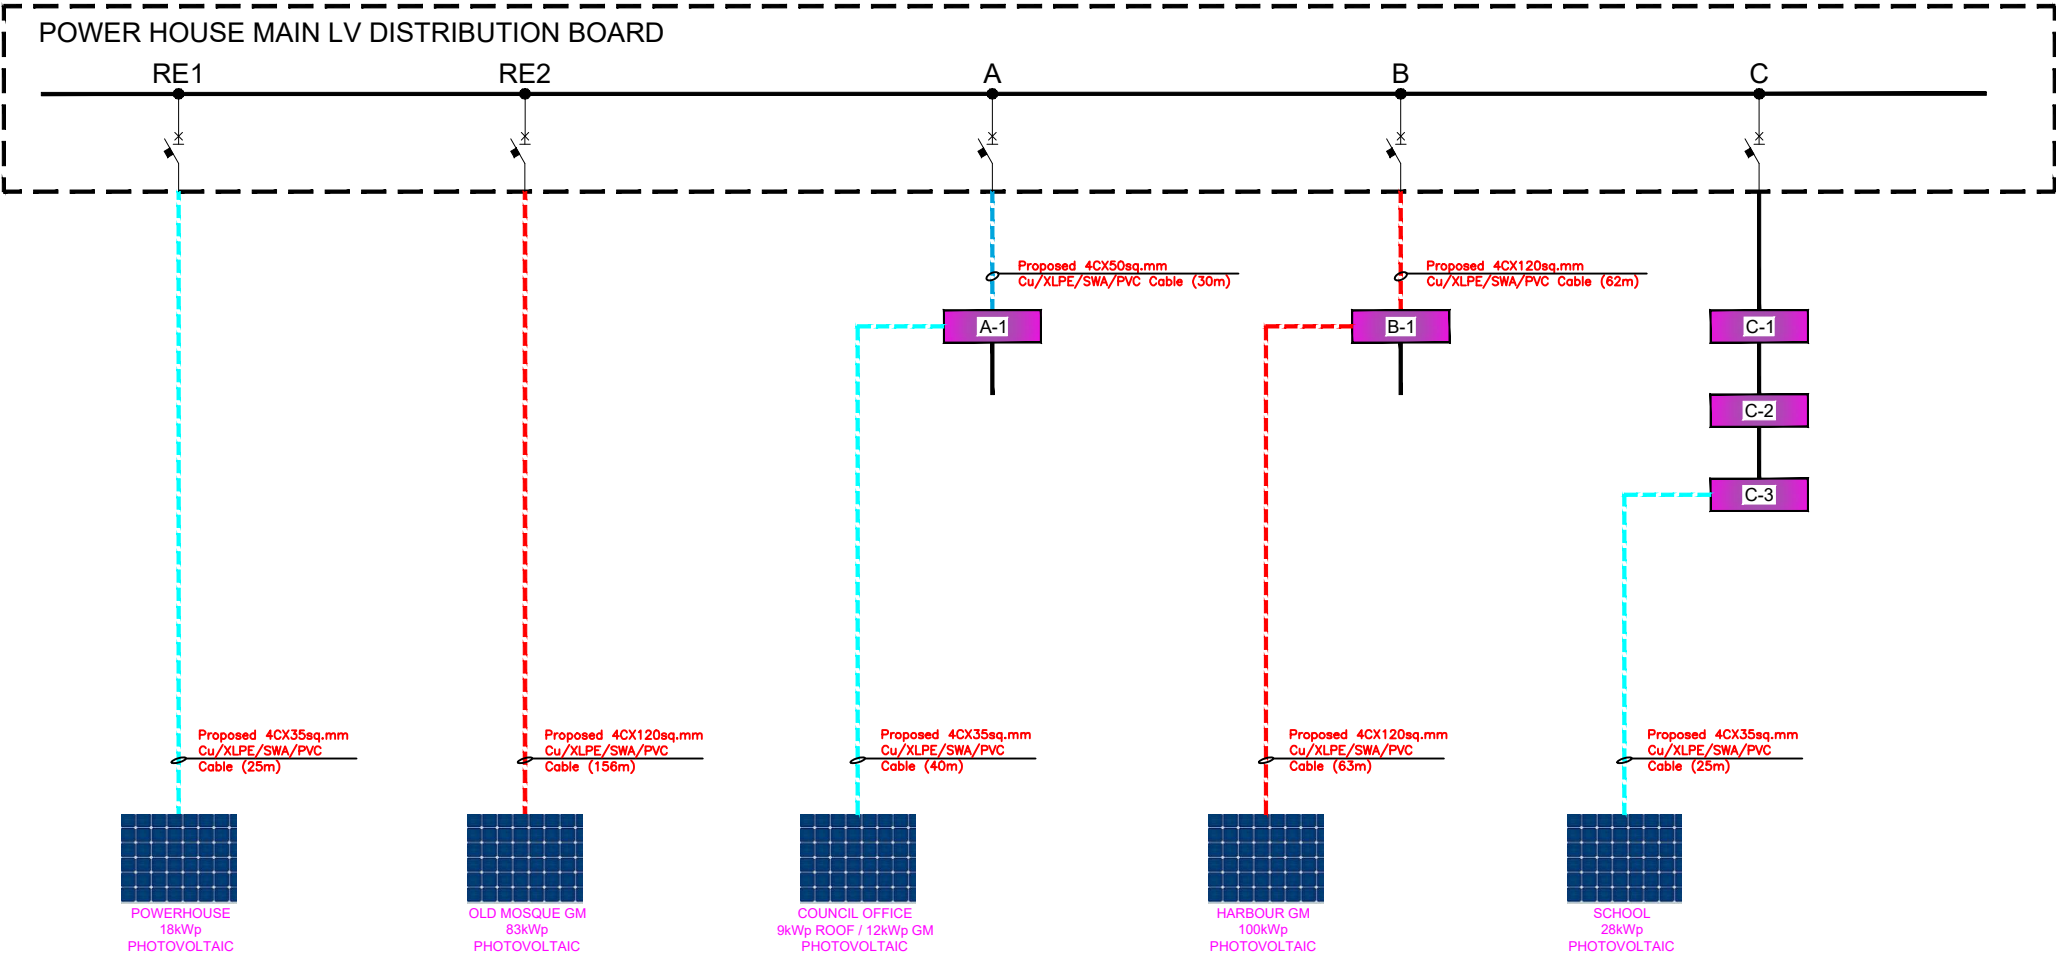 POWER HOUSE MAIN LV DISTRIBUTION BOARD
RE1
RE2
A
B
C
Proposed 4CX50sq.mm
Cu/XLPE/SWA/PVC Cable (30m)
Proposed 4CX120sq.mm
Cu/XLPE/SWA/PVC Cable (62m)
A-1
B-1
C-1
C-2
C-3
Proposed 4CX35sq.mm
Cu/XLPE/SWA/PVC
Cable (25m)
Proposed 4CX120sq.mm
Cu/XLPE/SWA/PVC
Cable (156m)
Proposed 4CX35sq.mm
Cu/XLPE/SWA/PVC
Cable (40m)
Proposed 4CX120sq.mm
Cu/XLPE/SWA/PVC
Cable (63m)
Proposed 4CX35sq.mm
Cu/XLPE/SWA/PVC
Cable (25m)
POWERHOUSE
18kWp
PHOTOVOLTAIC
OLD MOSQUE GM
83kWp
PHOTOVOLTAIC
COUNCIL OFFICE
9kWp ROOF / 12kWp GM
PHOTOVOLTAIC
HARBOUR GM
100kWp
PHOTOVOLTAIC
SCHOOL
28kWp
PHOTOVOLTAIC